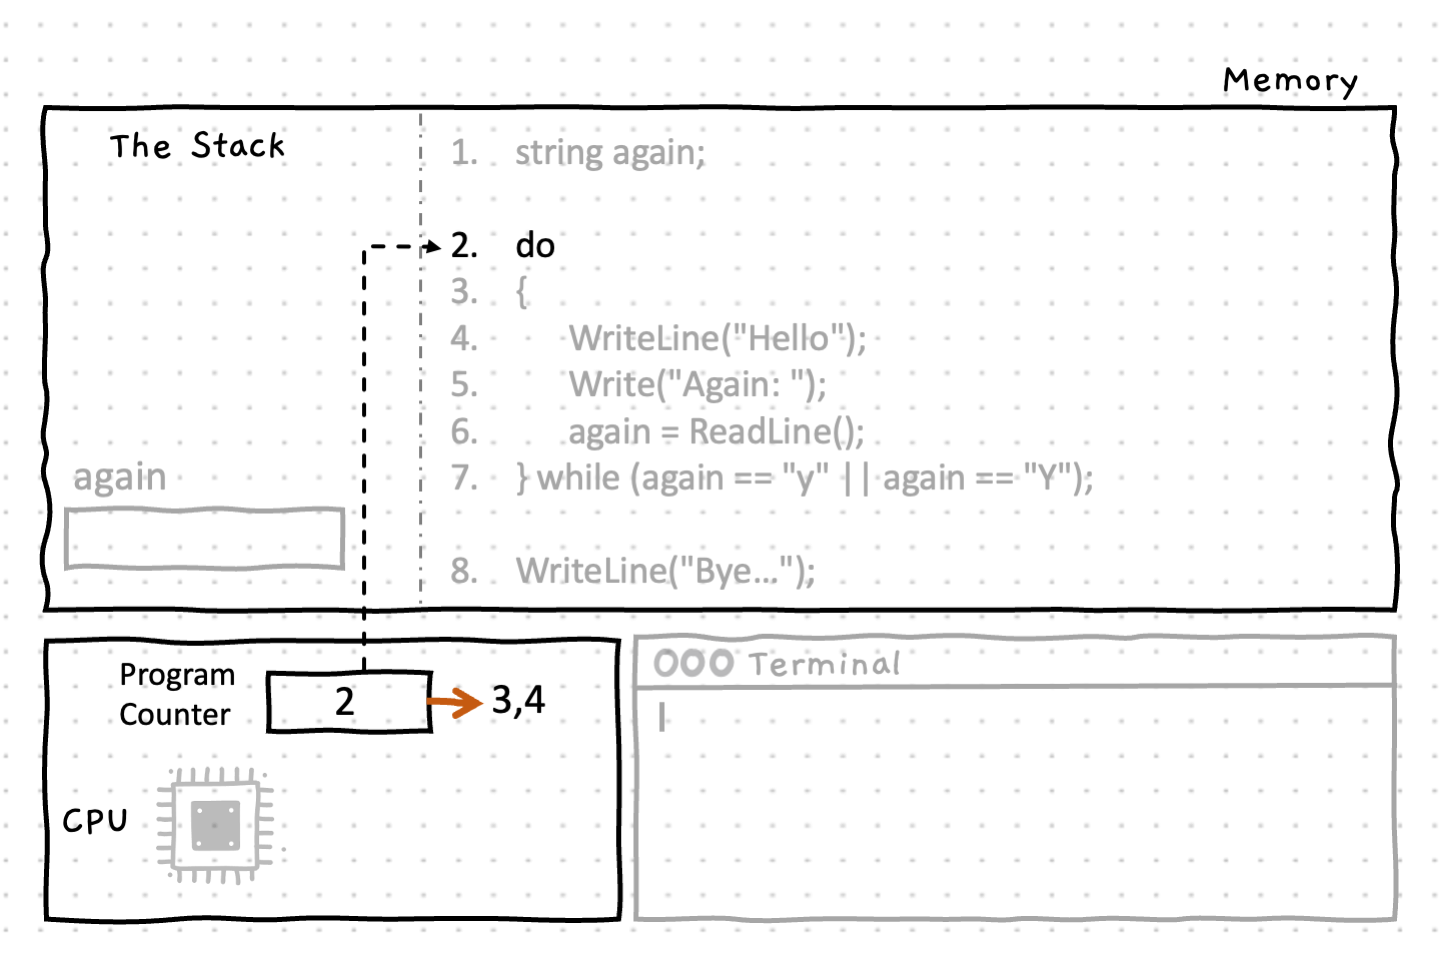 Memory
The Stack
1. string again;
2. do
3. {
4. WriteLine("Hello");
5. Write("Again: ");
6. again = ReadLine();
7. } while (again == "y" || again == "Y");
8. WriteLine("Bye...");
again
Program
Counter
2
3,4
CPU
Terminal